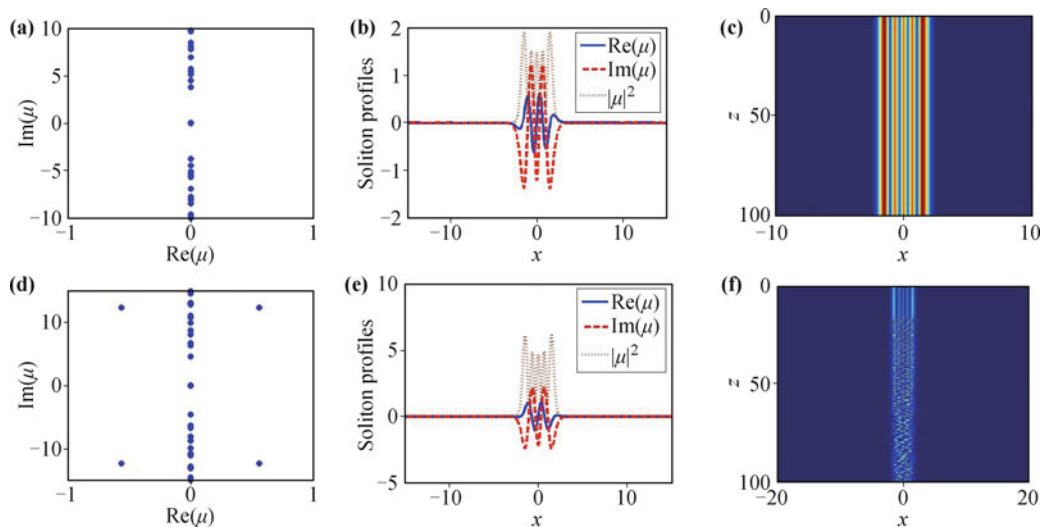 (a)
10
5
0
−5
−10
Im(μ)
−1
0
1
Re(μ)
(b)
2
1
0
1
2
Soliton profiles
Re(μ)
Im(μ)
|μ|²
−10
0
10
x
(c)
0
50
100
z
−10
0
10
x
(d)
10
0
−10
Im(μ)
−1
0
1
Re(μ)
(e)
10
5
0
−5
Soliton profiles
Re(μ)
Im(μ)
|μ|²
−10
0
10
x
(f)
0
50
100
z
−20
0
20
x